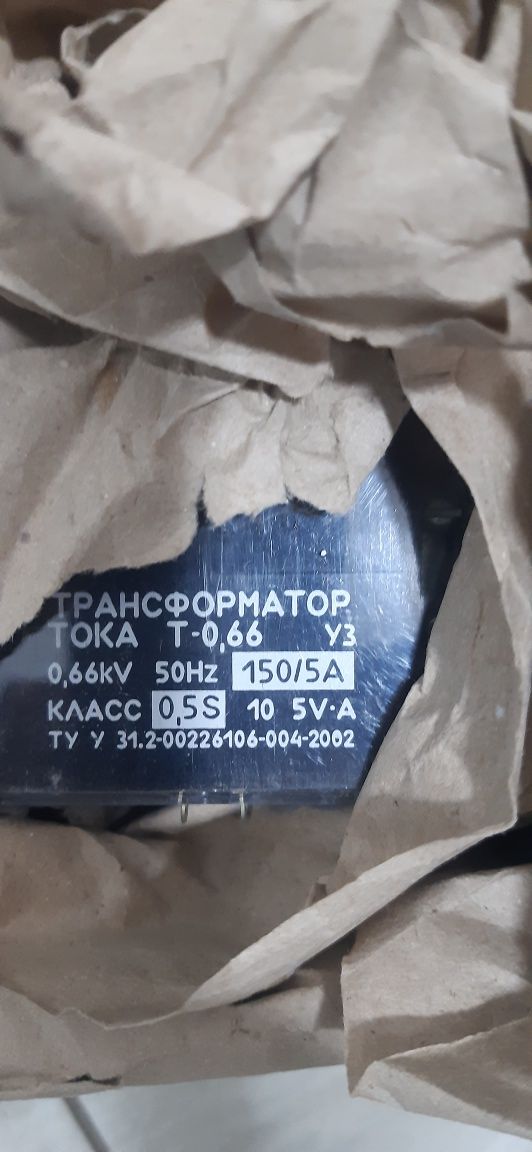 ТРАНСФОРМАТОР
ТОКА Т-0,66 У3
0,66kV 50Hz 150/5А
КЛАСС 0,5S 10 5V·A
ТУ У 31.2-00226106-004-2002